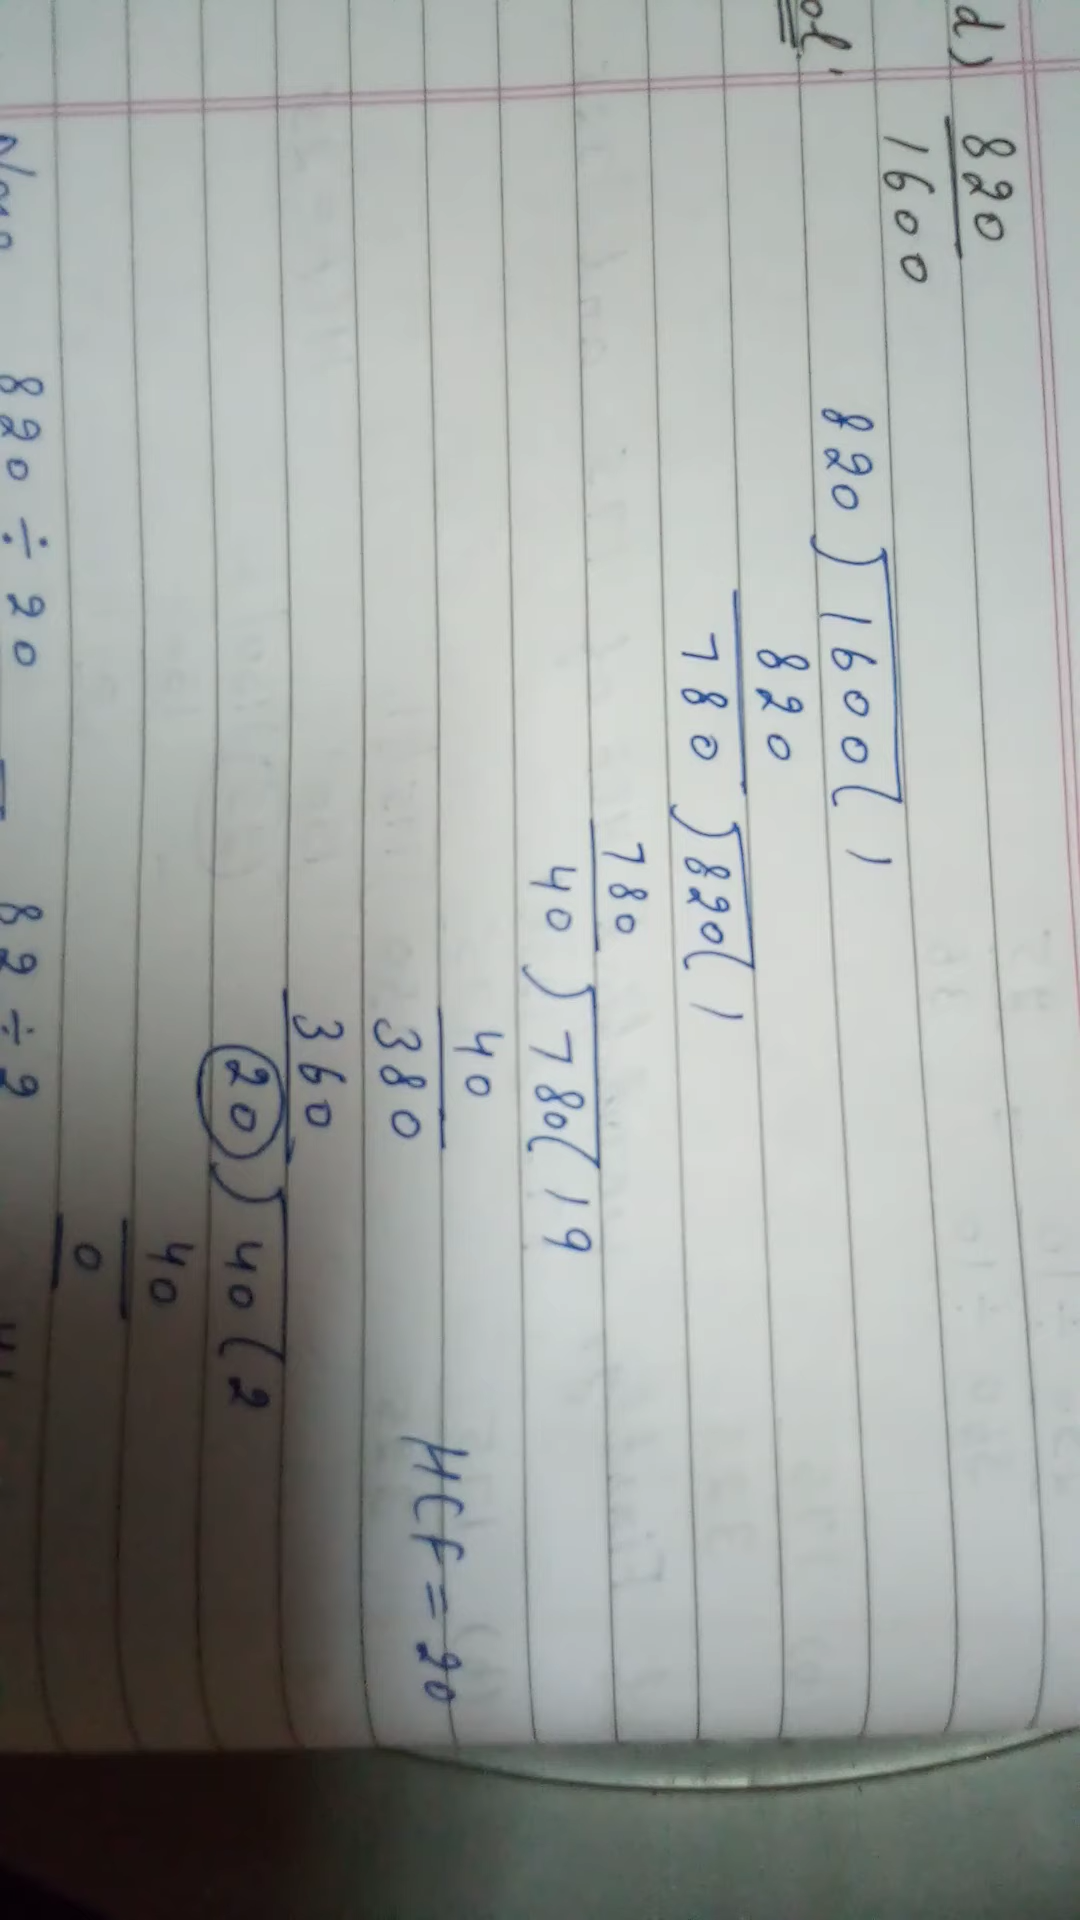 d) 820
1600
sol'
820 ) 1600 ( 1
820
780 ) 820 ( 1
780
40 ) 780 ( 19
40
380
360
HCF = 20
20 ) 40 ( 2
40
0
820 ÷ 20 = 82 ÷ 2